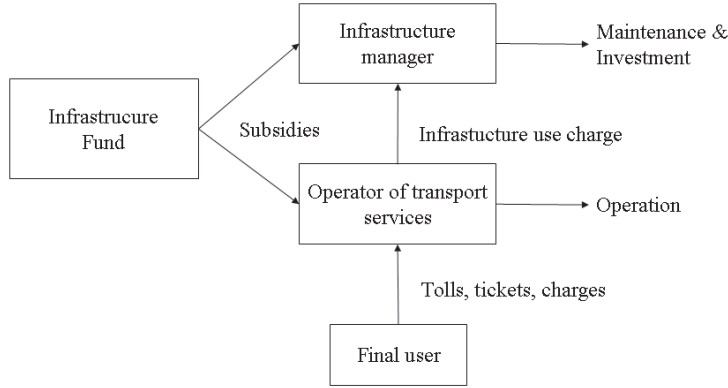 Infrastructure
manager
Maintenance &
Investment
Infrastrucure
Fund
Subsidies
Infrastucture use charge
Operator of transport
services
Operation
Tolls, tickets, charges
Final user